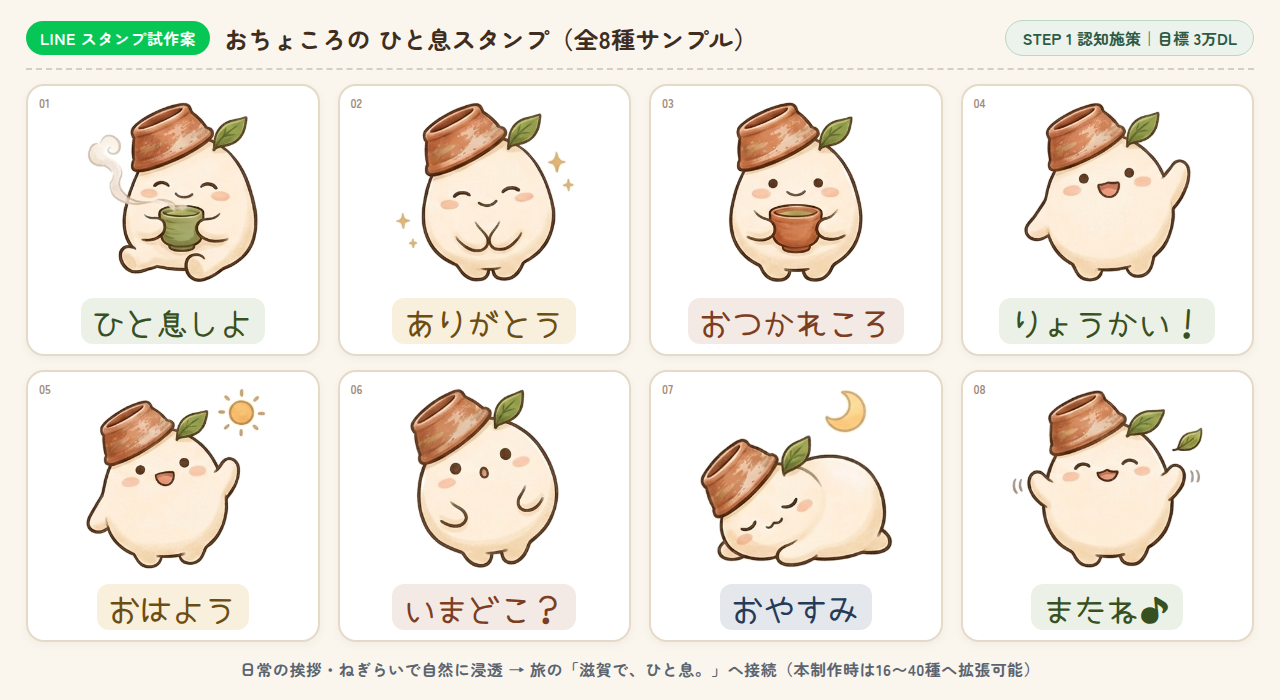 LINE スタンプ試作案
おちょころの ひと息スタンプ（全8種サンプル）
STEP 1 認知施策｜目標 3万DL
01
ひと息しよ
02
ありがとう
03
おつかれころ
04
りょうかい！
05
おはよう
06
いまどこ？
07
おやすみ
08
またね♪
日常の挨拶・ねぎらいで自然に浸透 → 旅の「滋賀で、ひと息。」へ接続（本制作時は16〜40種へ拡張可能）